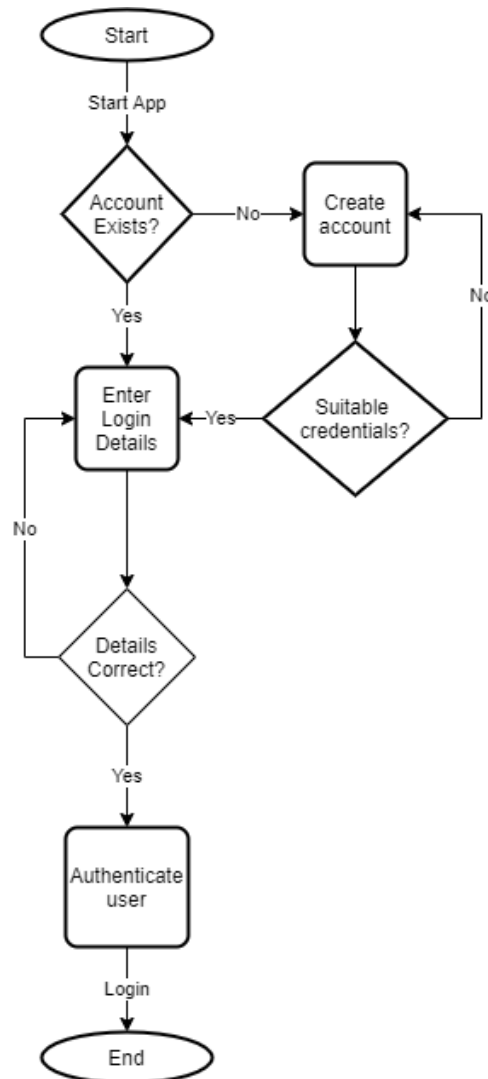 Start
Start App
Account
Exists?
No
Create
account
Yes
No
Enter
Login
Details
Yes
Suitable
credentials?
No
Details
Correct?
Yes
Authenticate
user
Login
End